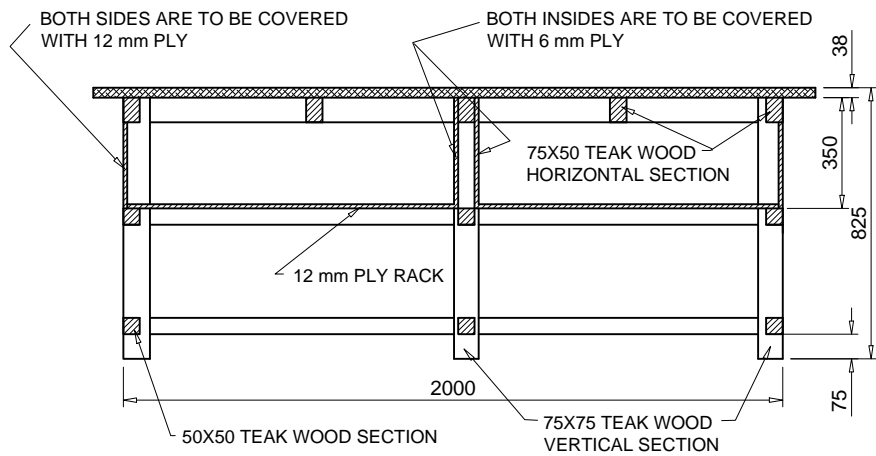 BOTH SIDES ARE TO BE COVERED
WITH 12 mm PLY
BOTH INSIDES ARE TO BE COVERED
WITH 6 mm PLY
38
75X50 TEAK WOOD
HORIZONTAL SECTION
350
825
12 mm PLY RACK
2000
75
50X50 TEAK WOOD SECTION
75X75 TEAK WOOD
VERTICAL SECTION